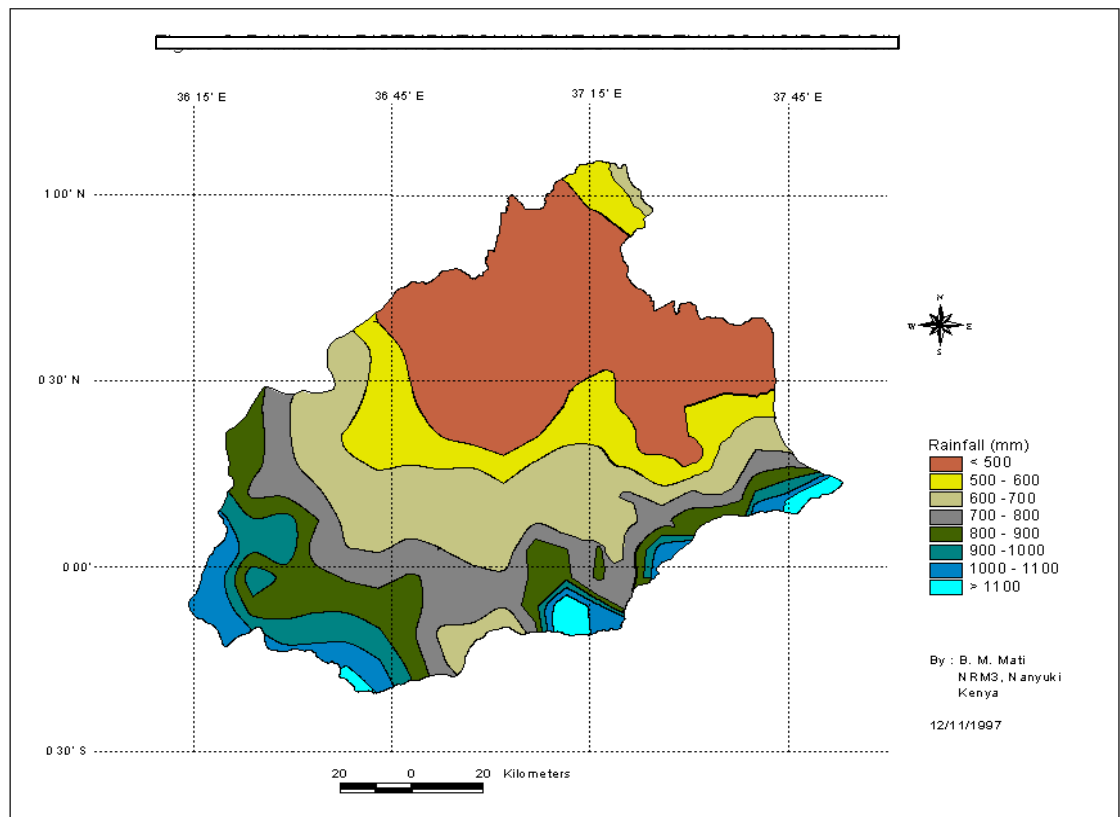 36 15' E
36 45' E
37 15' E
37 45' E
1 00' N
0 30' N
0 00'
0 30' S
N
W E
S
Rainfall (mm)
< 500
500 - 600
600 -700
700 - 800
800 - 900
900 -1000
1000 - 1100
> 1100
By : B. M. Mati
NRM3, Nanyuki
Kenya
12/11/1997
20 0 20 Kilometers